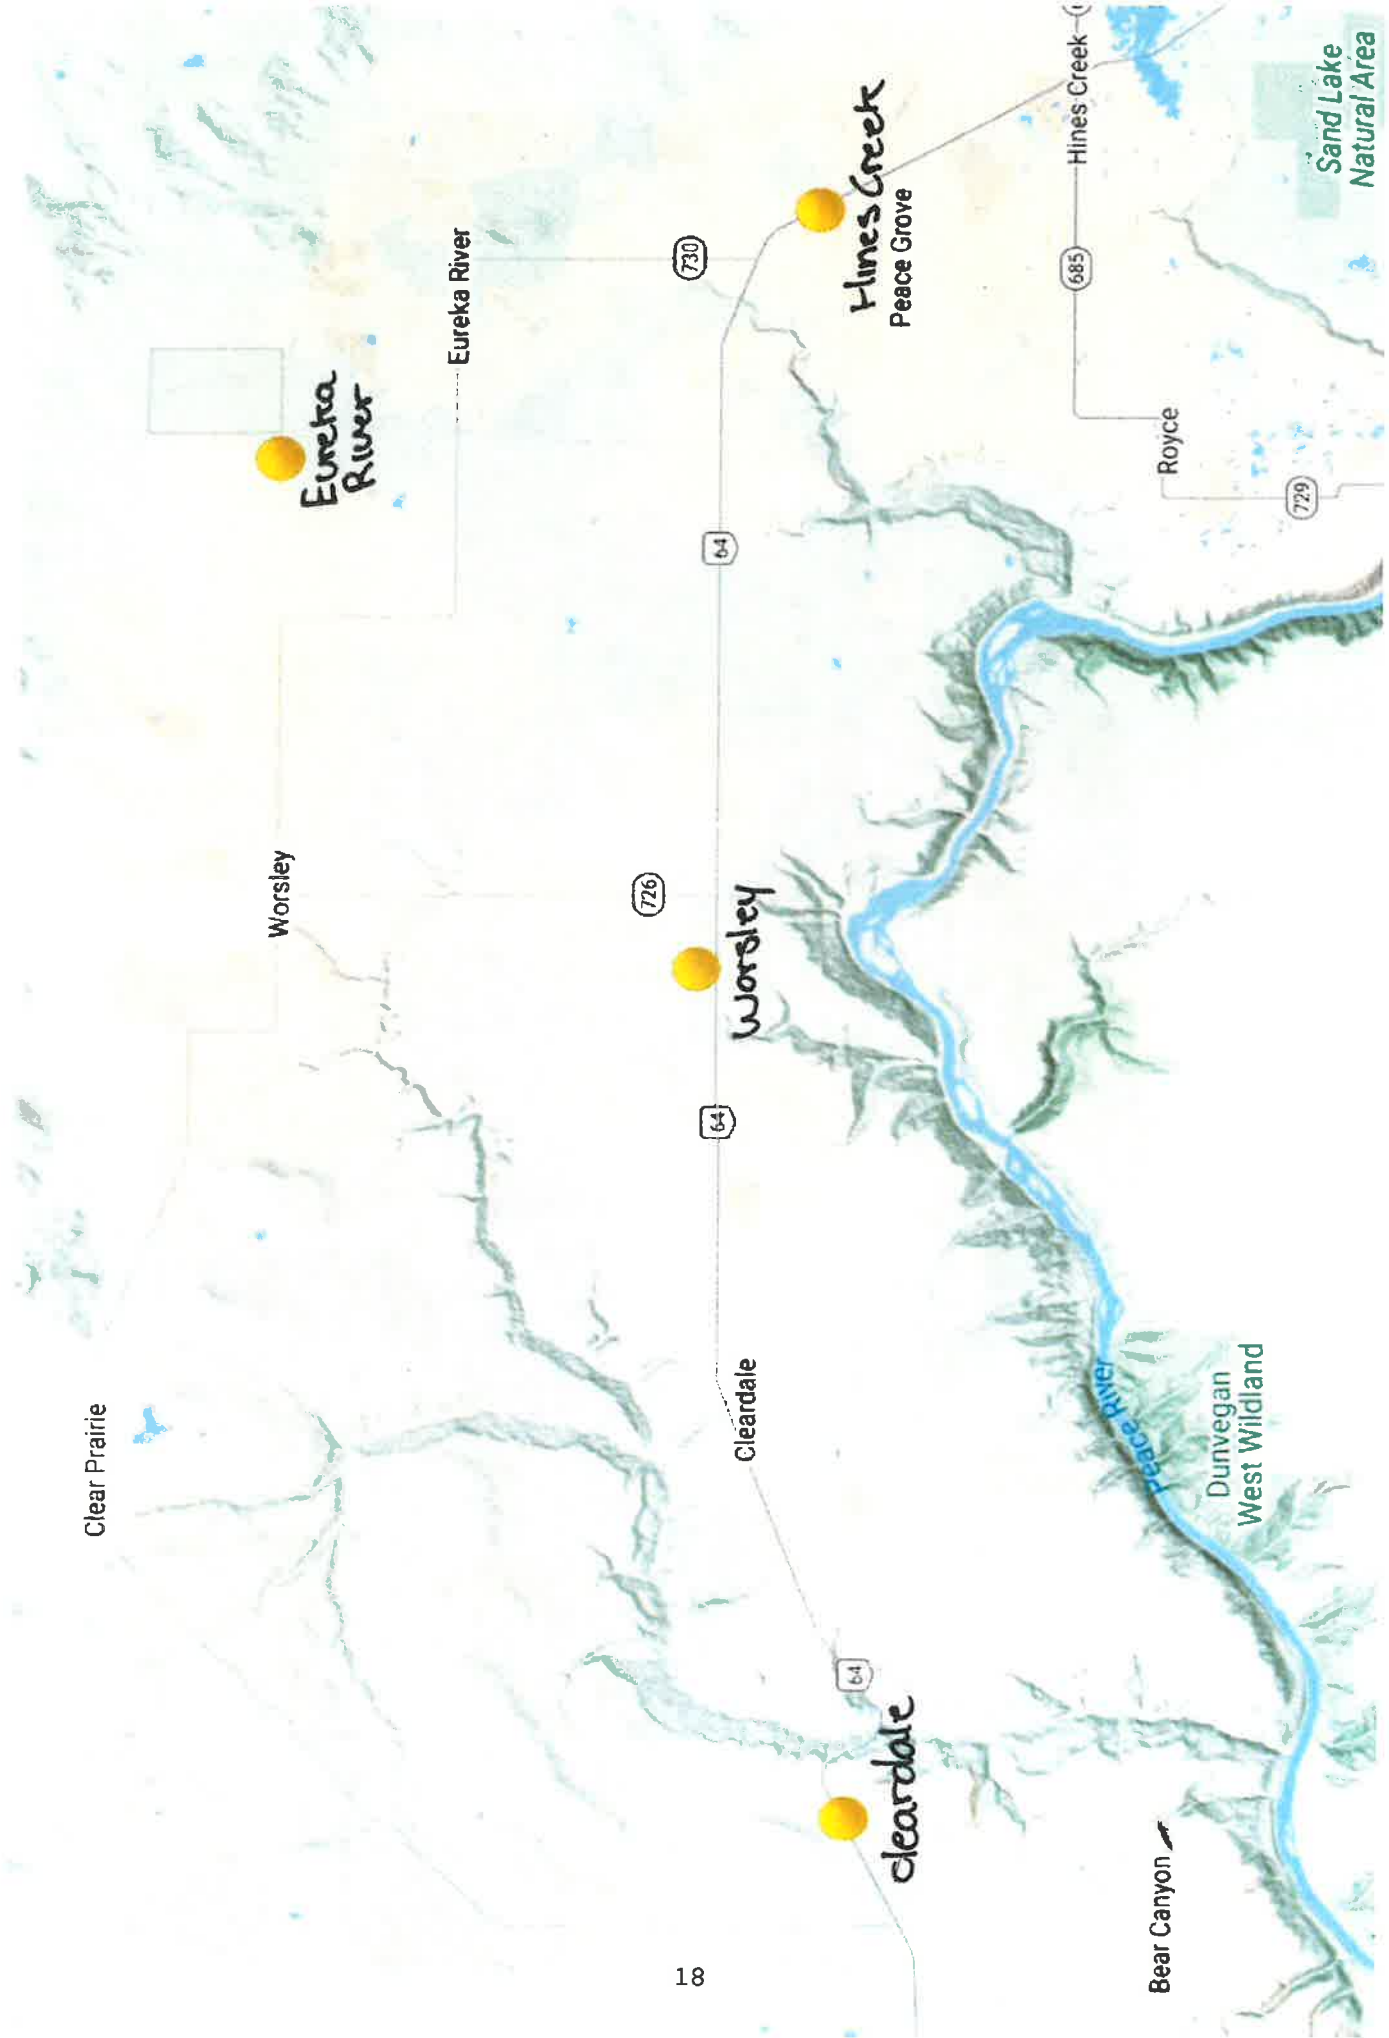 Clear Prairie
Worsley
Eureka
River
Eureka River
730
726
64
64
Worsley
Hines Creek
Peace Grove
Cleardale
64
Cleardale
Hines Creek
685
Royce
729
Sand Lake
Natural Area
Peace River
Dunvegan
West Wildland
Bear Canyon
18